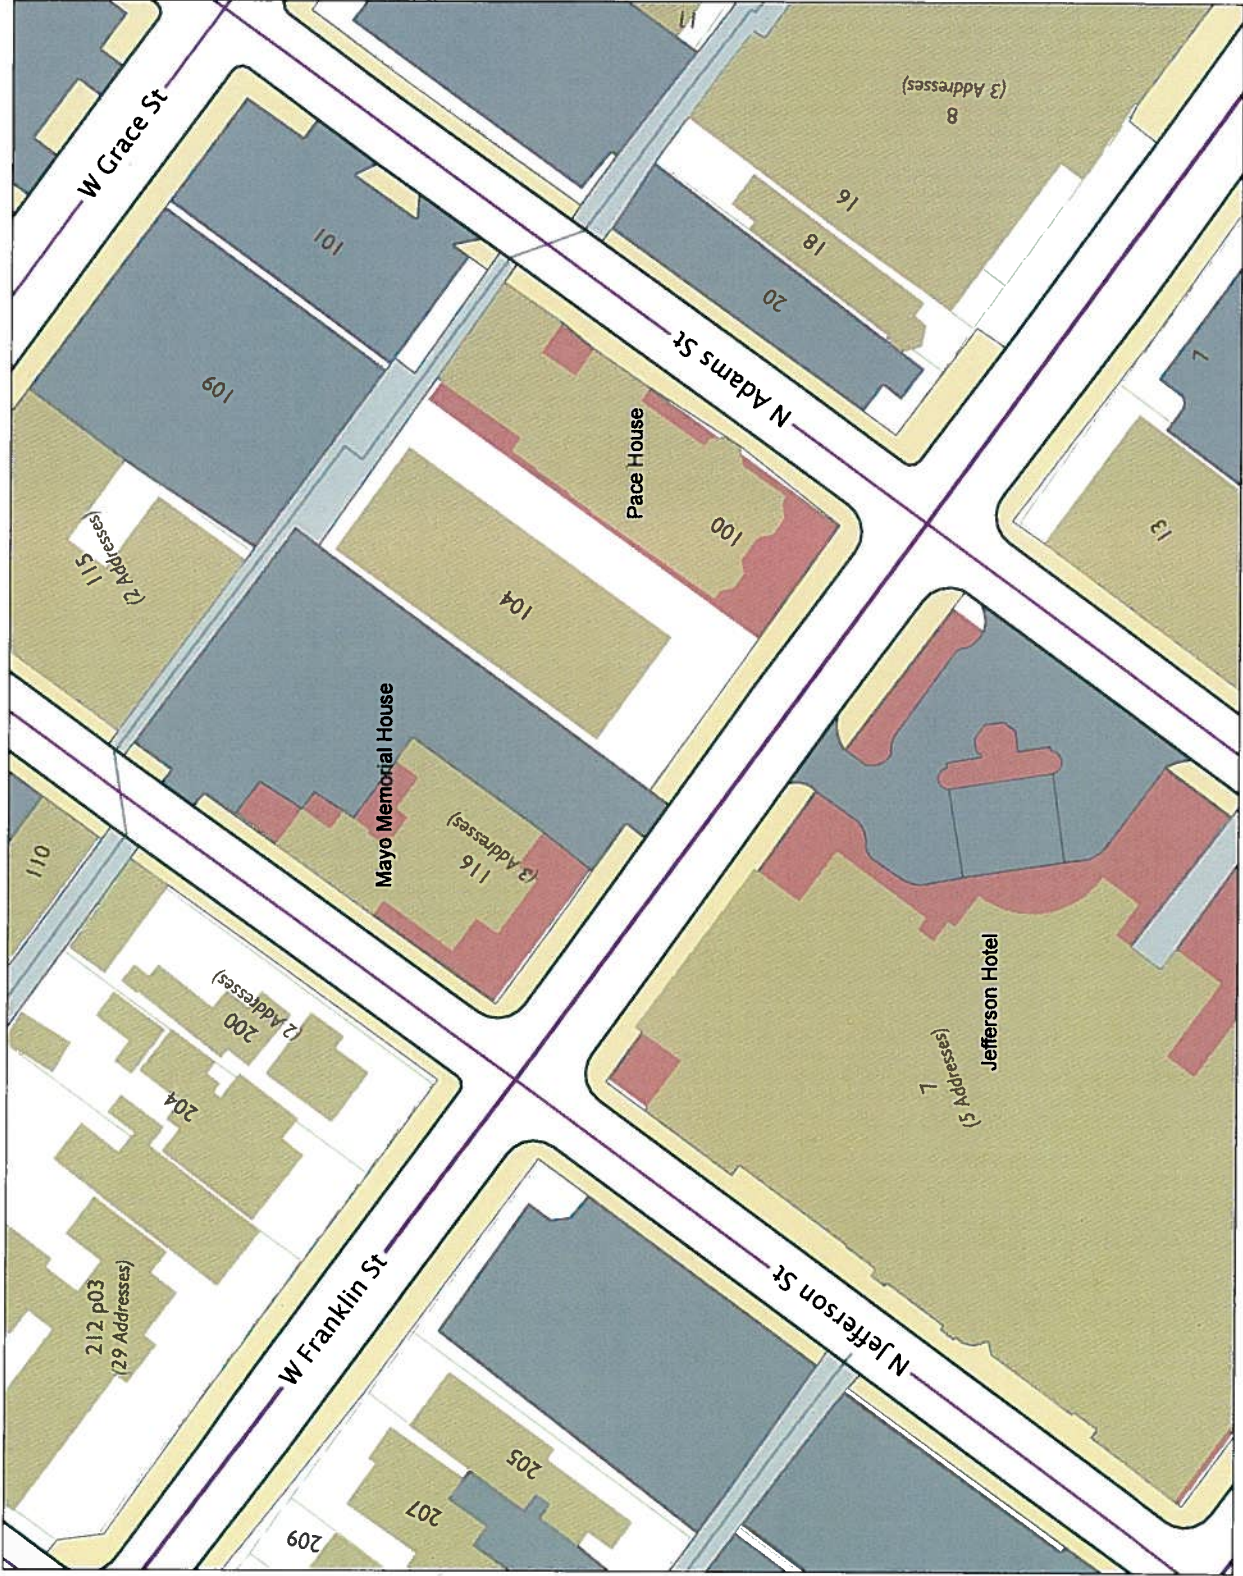 11
W Grace St
8
(3 Addresses)
16
18
20
101
109
N Adams St
7
Pace House
100
13
115
(2 Addresses)
104
Mayo Memorial House
116
(3 Addresses)
110
200
(2 Addresses)
204
Jefferson Hotel
7
(5 Addresses)
212 p03
(29 Addresses)
W Franklin St
N Jefferson St
205
207
209